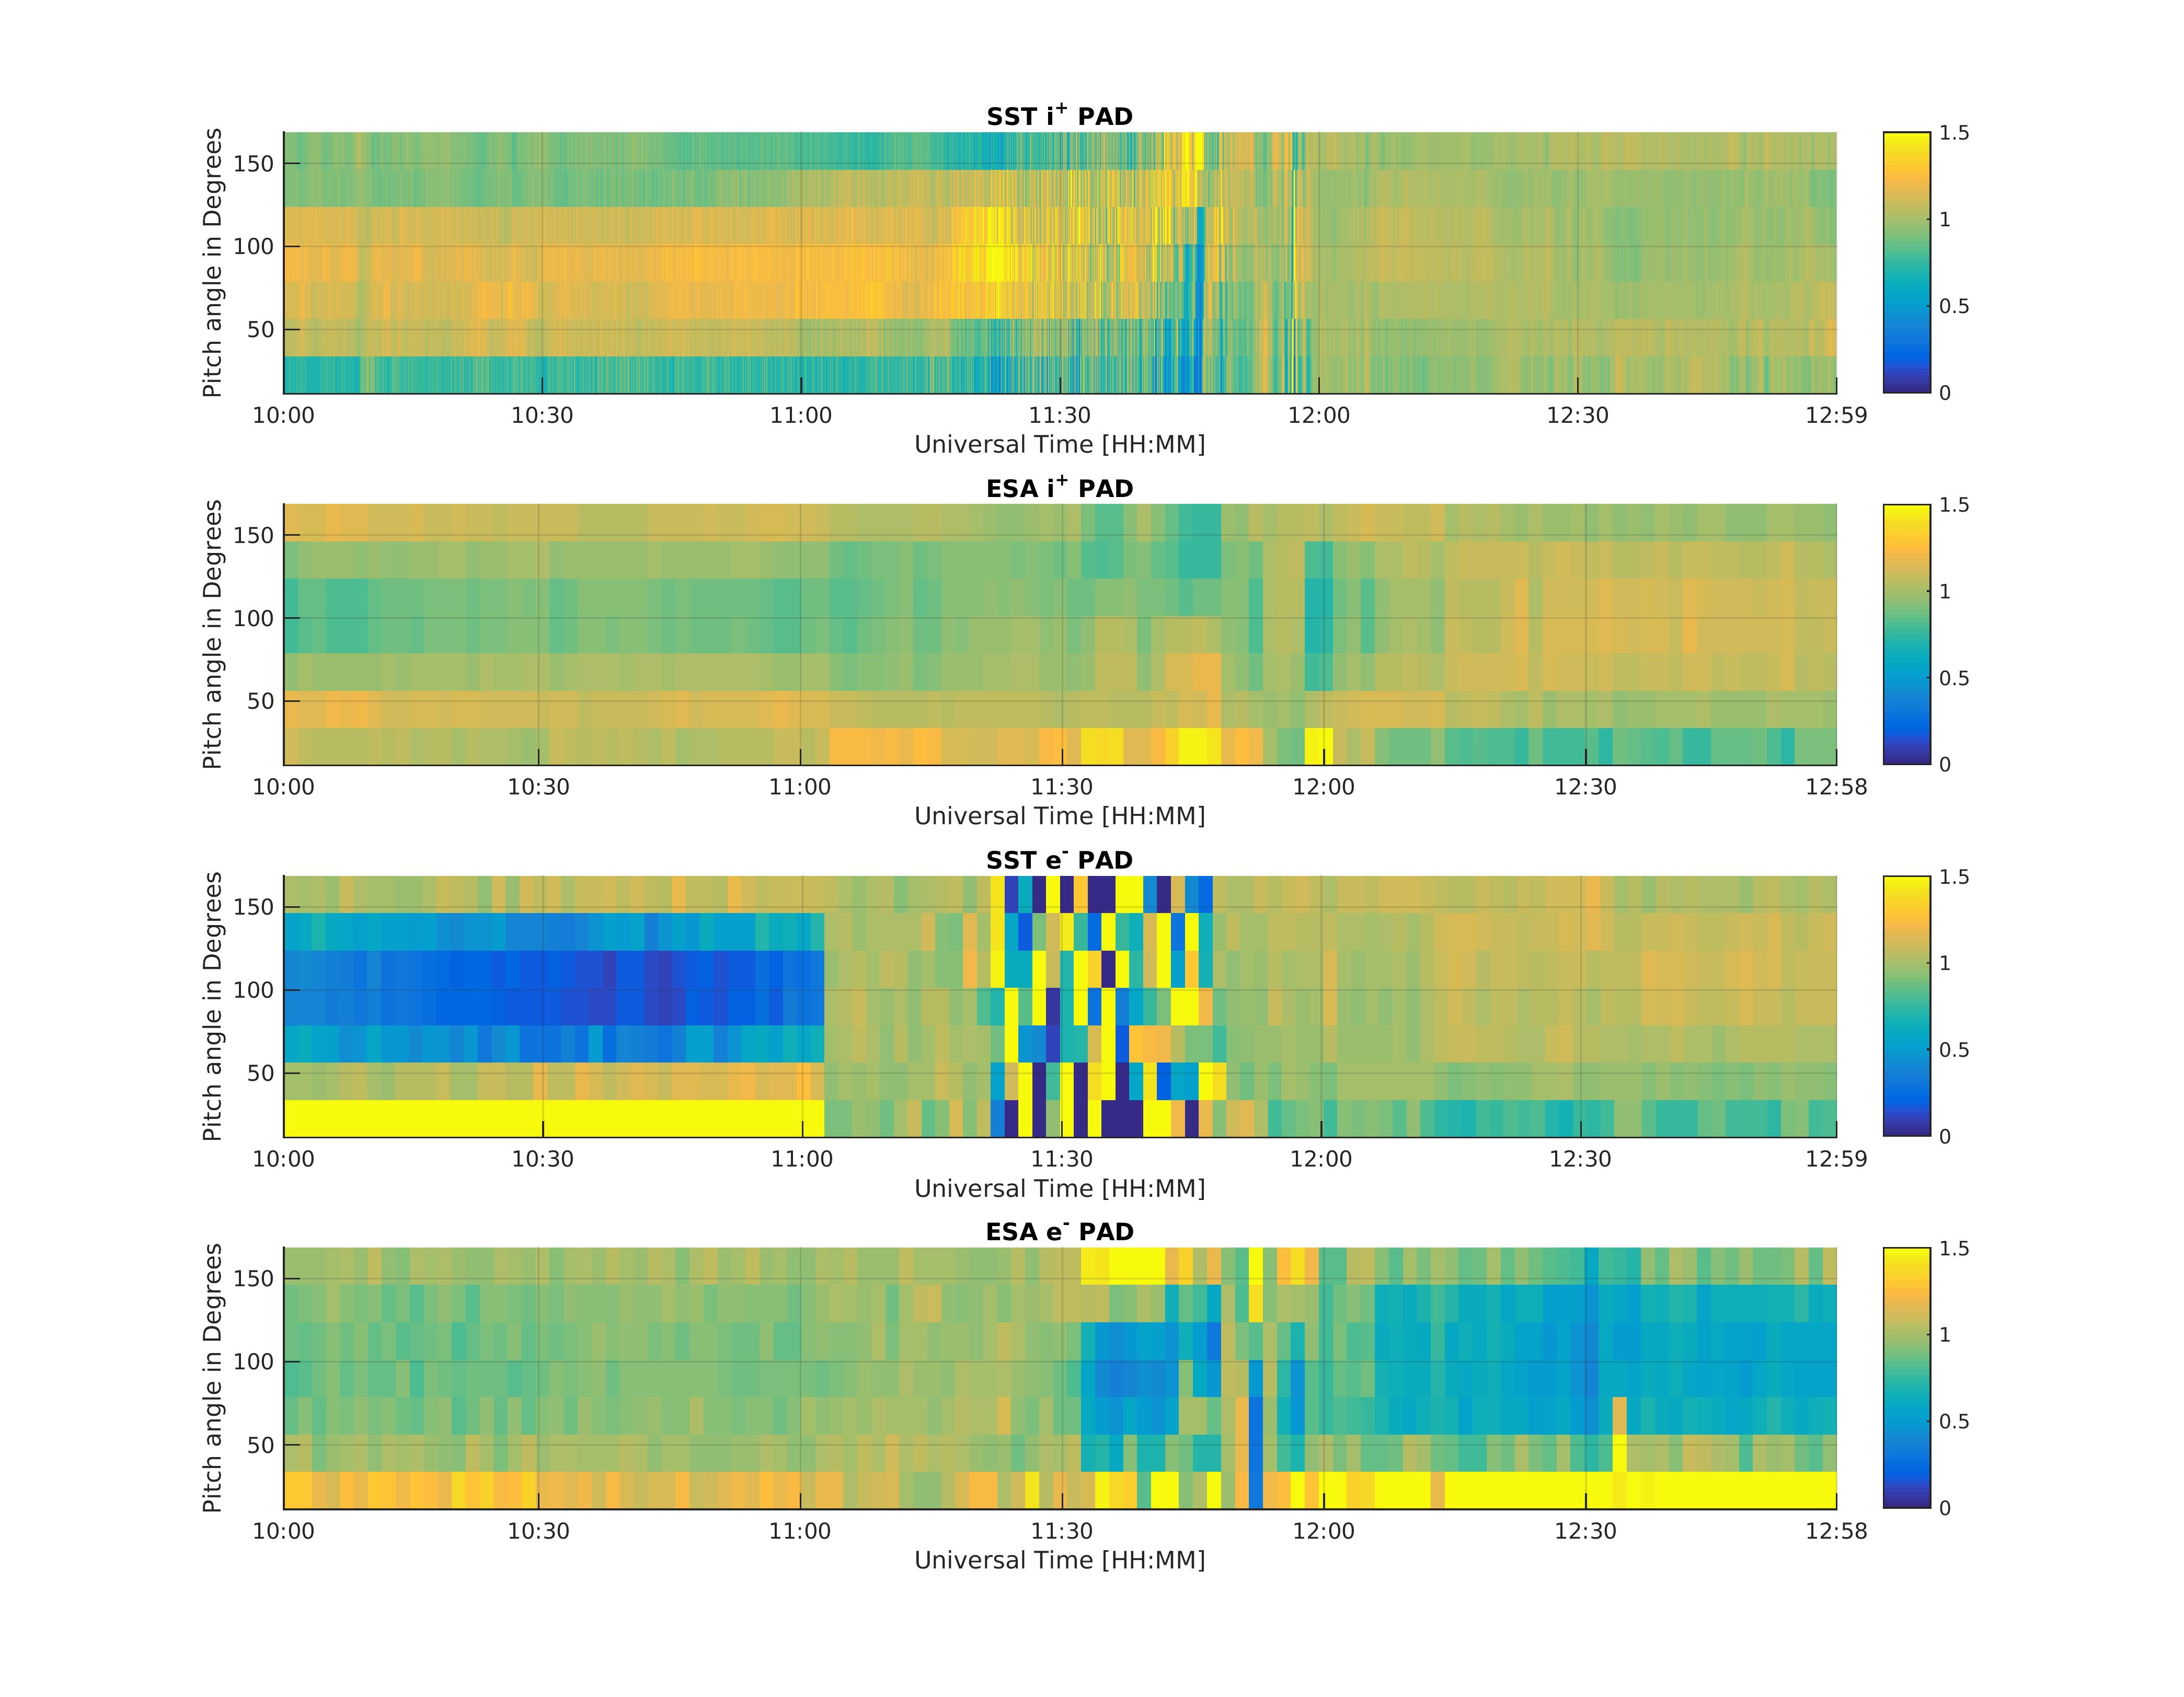 SST i+ PAD
Pitch angle in Degrees
150
100
50
10:00 10:30 11:00 11:30 12:00 12:30 12:59
Universal Time [HH:MM]
1.5
1
0.5
0
ESA i+ PAD
Pitch angle in Degrees
150
100
50
10:00 10:30 11:00 11:30 12:00 12:30 12:58
Universal Time [HH:MM]
1.5
1
0.5
0
SST e- PAD
Pitch angle in Degrees
150
100
50
10:00 10:30 11:00 11:30 12:00 12:30 12:59
Universal Time [HH:MM]
1.5
1
0.5
0
ESA e- PAD
Pitch angle in Degrees
150
100
50
10:00 10:30 11:00 11:30 12:00 12:30 12:58
Universal Time [HH:MM]
1.5
1
0.5
0